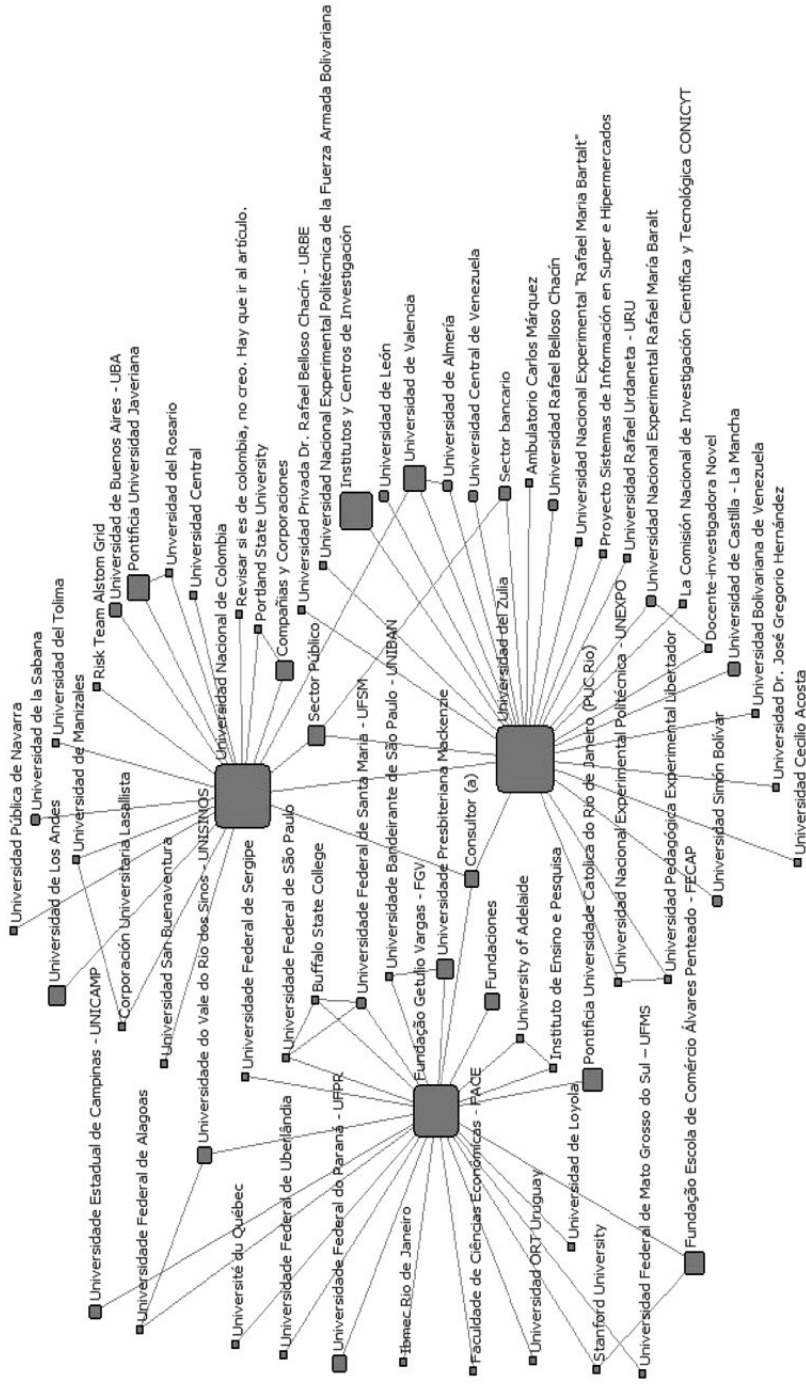 Universidad Pública de Navarra
Universidad de la Sabana
Universidad de Los Andes
Universidad del Tolima
Universidad de Manizales
Universidade Estadual de Campinas - UNICAMP
Risk Team Alstom Grid
Universidad de Buenos Aires - UBA
Corporación Universitaria Lasallista
Pontificia Universidad Javeriana
Universidade Federal de Alagoas
Universidad San Buenaventura
Unversidad del Rosario
Universidad Central
Universidade do Vale do Rio dos Sinos - UNISINOS
Universidad Nacional de Colombia
Université du Québec
Universidade Federal de Sergipe
Revisar si es de colombia, no creo. Hay que ir al artículo.
Portland State University
Universidade Federal de Uberlândia
Universidade Federal de São Paulo
Compañias y Corporaciones
Universidad Privada Dr. Rafael Belloso Chacín - URBE
Buffalo State College
Sector Público
Universidad Nacional Experimental Politécnica de la Fuerza Armada Bolivariana
Universidade Federal do Paraná - UFPR
Institutos y Centros de Investigación
Universidade Federal de Santa Maria - UFSM
Universidad de León
Universidade Bandeirante de São Paulo - UNIBAN
Ibmec Rio de Janeiro
Universidad de Valencia
Fundação Getulio Vargas - FGV
Universidade Presbiteriana Mackenzie
Universidad de Almería
Consultor (a)
Universidad Central de Venezuela
Faculdade de Ciências Econômicas - FACE
Fundaciones
Universidad del Zulia
Sector bancario
University of Adelaide
Ambulatorio Carlos Márquez
Universidad ORT Uruguay
Instituto de Ensino e Pesquisa
Universidad Rafael Belloso Chacín
Universidad de Loyola
Universidad Nacional Experimental "Rafael Maria Bartalt"
Pontificia Universidade Catolica do Rio de Janeiro (PUC Rio)
Stanford University
Proyecto Sistemas de Información en Super e Hipermercados
Universidad Nacional Experimental Politécnica - UNEXPO
Universidad Rafael Urdaneta - URU
Universidad Federal de Mato Grosso do Sul – UFMS
Universidad Nacional Experimental Rafael María Baralt
Universidad Pedagógica Experimental Libertador
La Comisión Nacional de Investigación Científica y Tecnológica CONICYT
Fundação Escola de Comércio Álvares Penteado - FECAP
Docente-investigadora Novel
Universidad Simón Bolívar
Universidad de Castilla - La Mancha
Universidad Bolivariana de Venezuela
Universidad Dr. José Gregorio Hernández
Universidad Cecilio Acosta